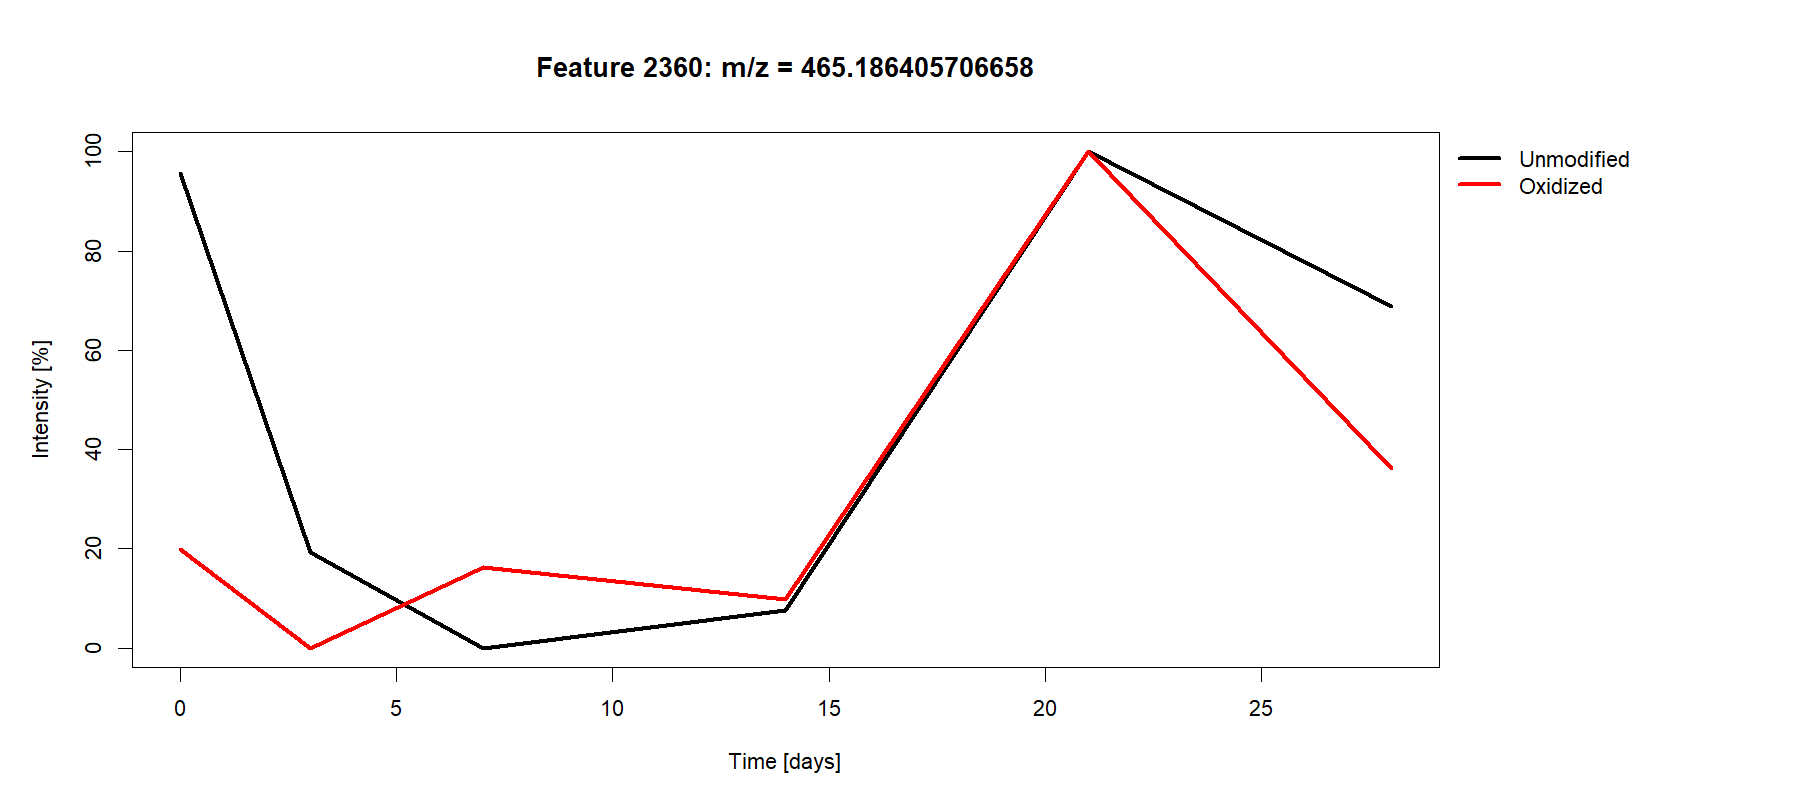 Feature 2360: m/z = 465.186405706658
Unmodified
Oxidized
Intensity [%]
100
80
60
40
20
0
0 5 10 15 20 25
Time [days]